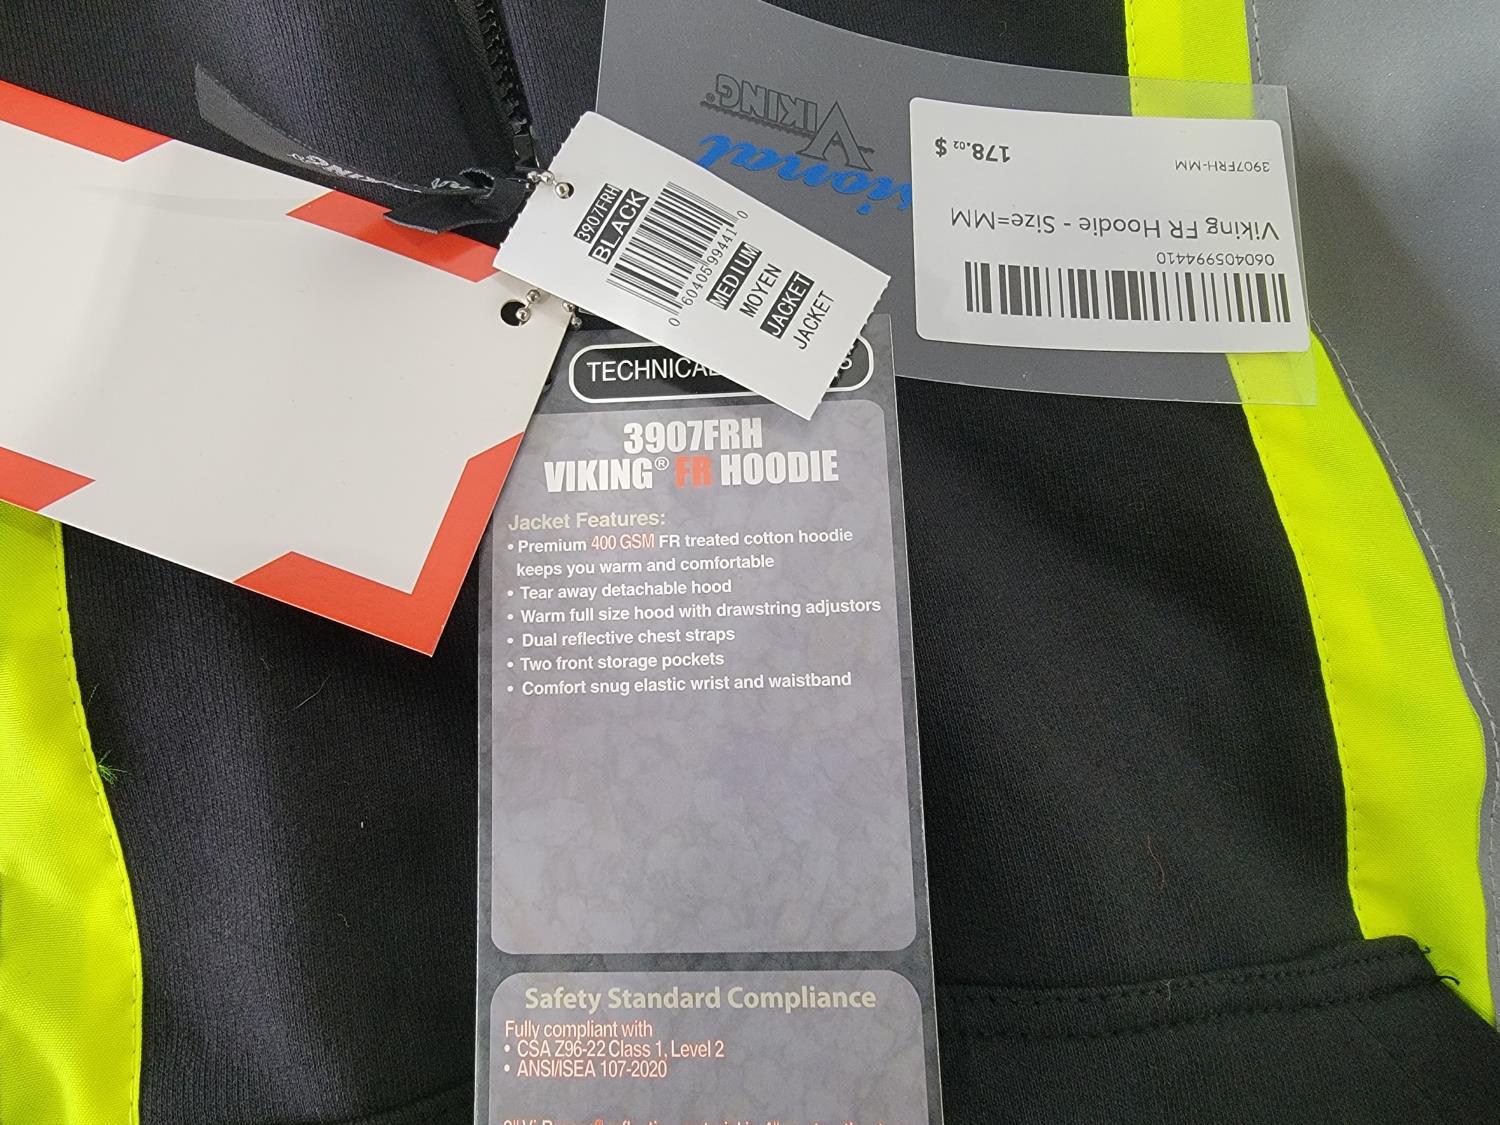 VIKING®
178.02 $
3907FRH-MM
Viking FR Hoodie - Size=MM
060405994410
3907FRH
BLACK
0 60405 99441 0
MEDIUM
MOYEN
JACKET
JACKET
3907FRH
VIKING® FR HOODIE
Jacket Features:
• Premium 400 GSM FR treated cotton hoodie
keeps you warm and comfortable
• Tear away detachable hood
• Warm full size hood with drawstring adjustors
• Dual reflective chest straps
• Two front storage pockets
• Comfort snug elastic wrist and waistband
Safety Standard Compliance
Fully compliant with
• CSA Z96-22 Class 1, Level 2
• ANSI/ISEA 107-2020